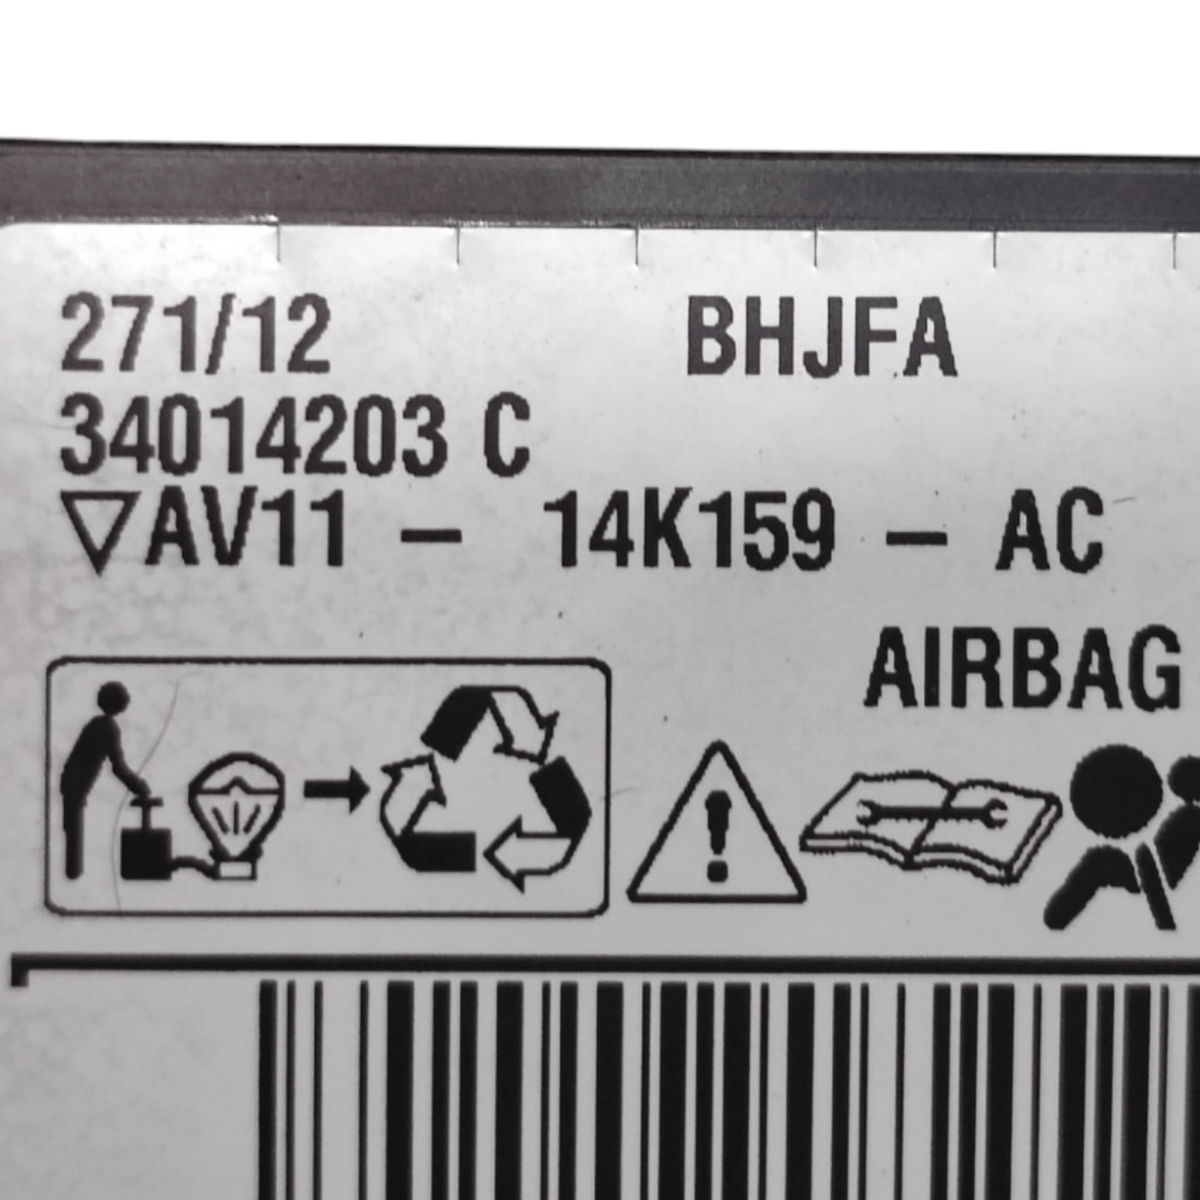 271/12 BHJFA
34014203 C
▽AV11 - 14K159 - AC
AIRBAG